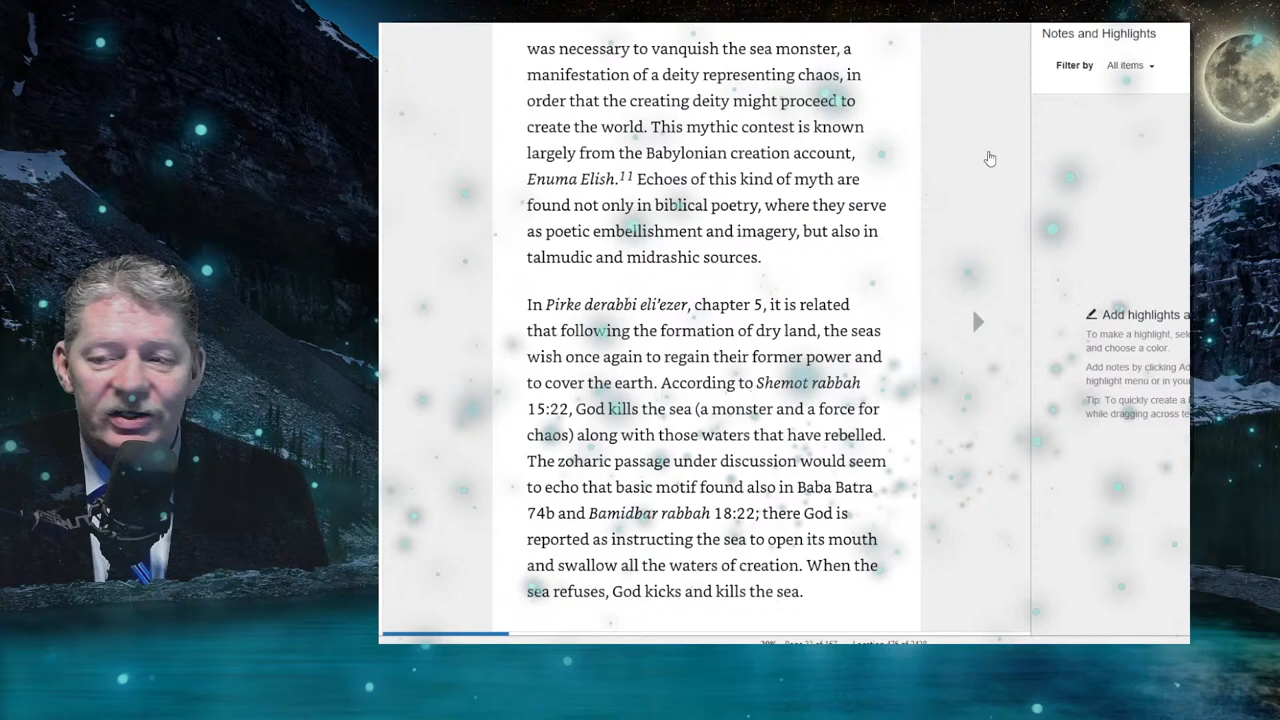 was necessary to vanquish the sea monster, a
manifestation of a deity representing chaos, in
order that the creating deity might proceed to
create the world. This mythic contest is known
largely from the Babylonian creation account,
Enuma Elish.11 Echoes of this kind of myth are
found not only in biblical poetry, where they serve
as poetic embellishment and imagery, but also in
talmudic and midrashic sources.
In Pirke derabbi eli’ezer, chapter 5, it is related
that following the formation of dry land, the seas
wish once again to regain their former power and
to cover the earth. According to Shemot rabbah
15:22, God kills the sea (a monster and a force for
chaos) along with those waters that have rebelled.
The zoharic passage under discussion would seem
to echo that basic motif found also in Baba Batra
74b and Bamidbar rabbah 18:22; there God is
reported as instructing the sea to open its mouth
and swallow all the waters of creation. When the
sea refuses, God kicks and kills the sea.
Notes and Highlights
Filter by All items
Add highlights a
To make a highlight, sel
and choose a color.
Add notes by clicking Ad
highlight menu or in your
Tip: To quickly create a
while dragging across te